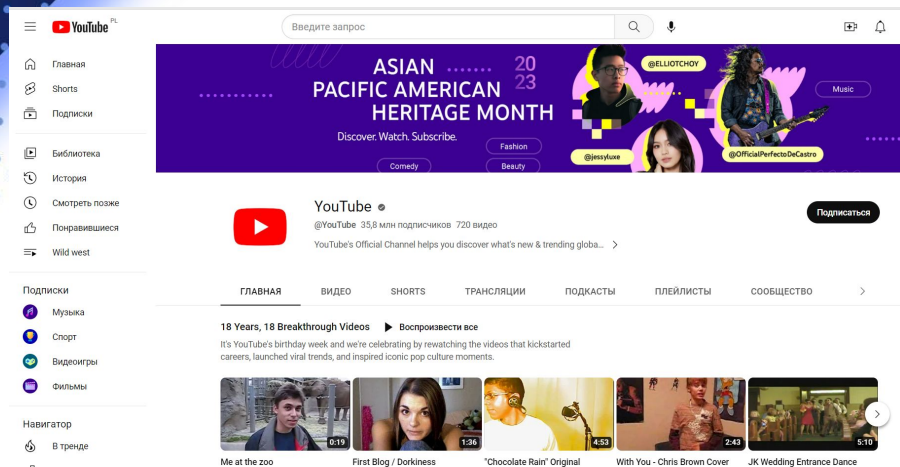 YouTube PL
Введите запрос
Главная
Shorts
Подписки
Библиотека
История
Смотреть позже
Понравившиеся
Wild west
Подписки
Музыка
Спорт
Видеоигры
Фильмы
Навигатор
В тренде
ASIAN
PACIFIC AMERICAN
HERITAGE MONTH
20
23
Discover. Watch. Subscribe.
Fashion
Comedy
Beauty
Music
@ELLIOTCHOY
@jessyluxe
@OfficialPerfectoDeCastro
YouTube
@YouTube 35,8 млн подписчиков 720 видео
YouTube's Official Channel helps you discover what's new & trending globa...
Подписаться
ГЛАВНАЯ ВИДЕО SHORTS ТРАНСЛЯЦИИ ПОДКАСТЫ ПЛЕЙЛИСТЫ СООБЩЕСТВО
18 Years, 18 Breakthrough Videos Воспроизвести все
It's YouTube's birthday week and we're celebrating by rewatching the videos that kickstarted
careers, launched viral trends, and inspired iconic pop culture moments.
0:19 1:36 4:53 2:43 5:10
Me at the zoo First Blog / Dorkiness "Chocolate Rain" Original With You - Chris Brown Cover JK Wedding Entrance Dance